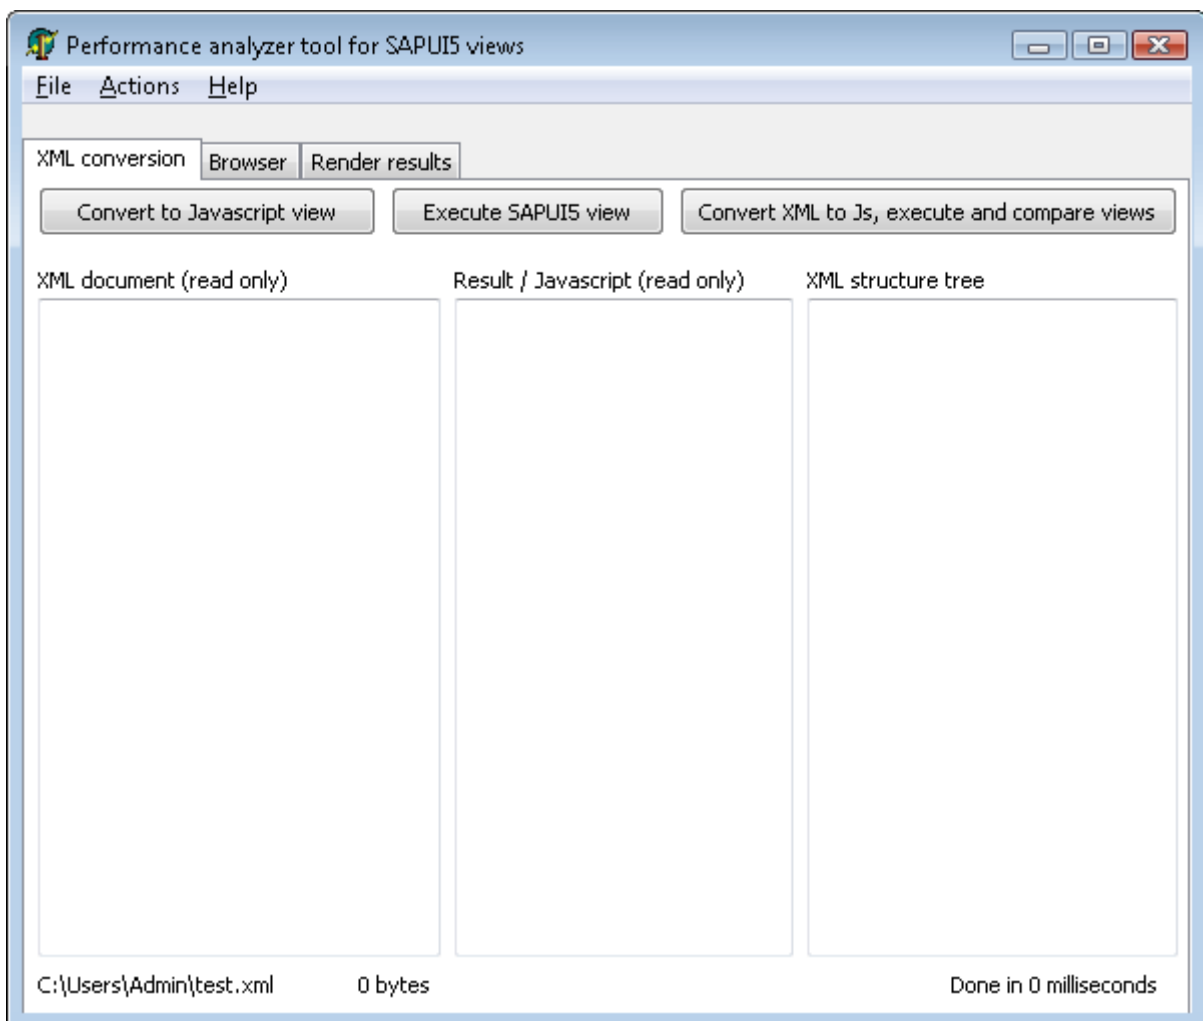 Performance analyzer tool for SAPUI5 views
File Actions Help
XML conversion Browser Render results
Convert to Javascript view Execute SAPUI5 view Convert XML to Js, execute and compare views
XML document (read only) Result / Javascript (read only) XML structure tree
C:\Users\Admin\test.xml 0 bytes Done in 0 milliseconds